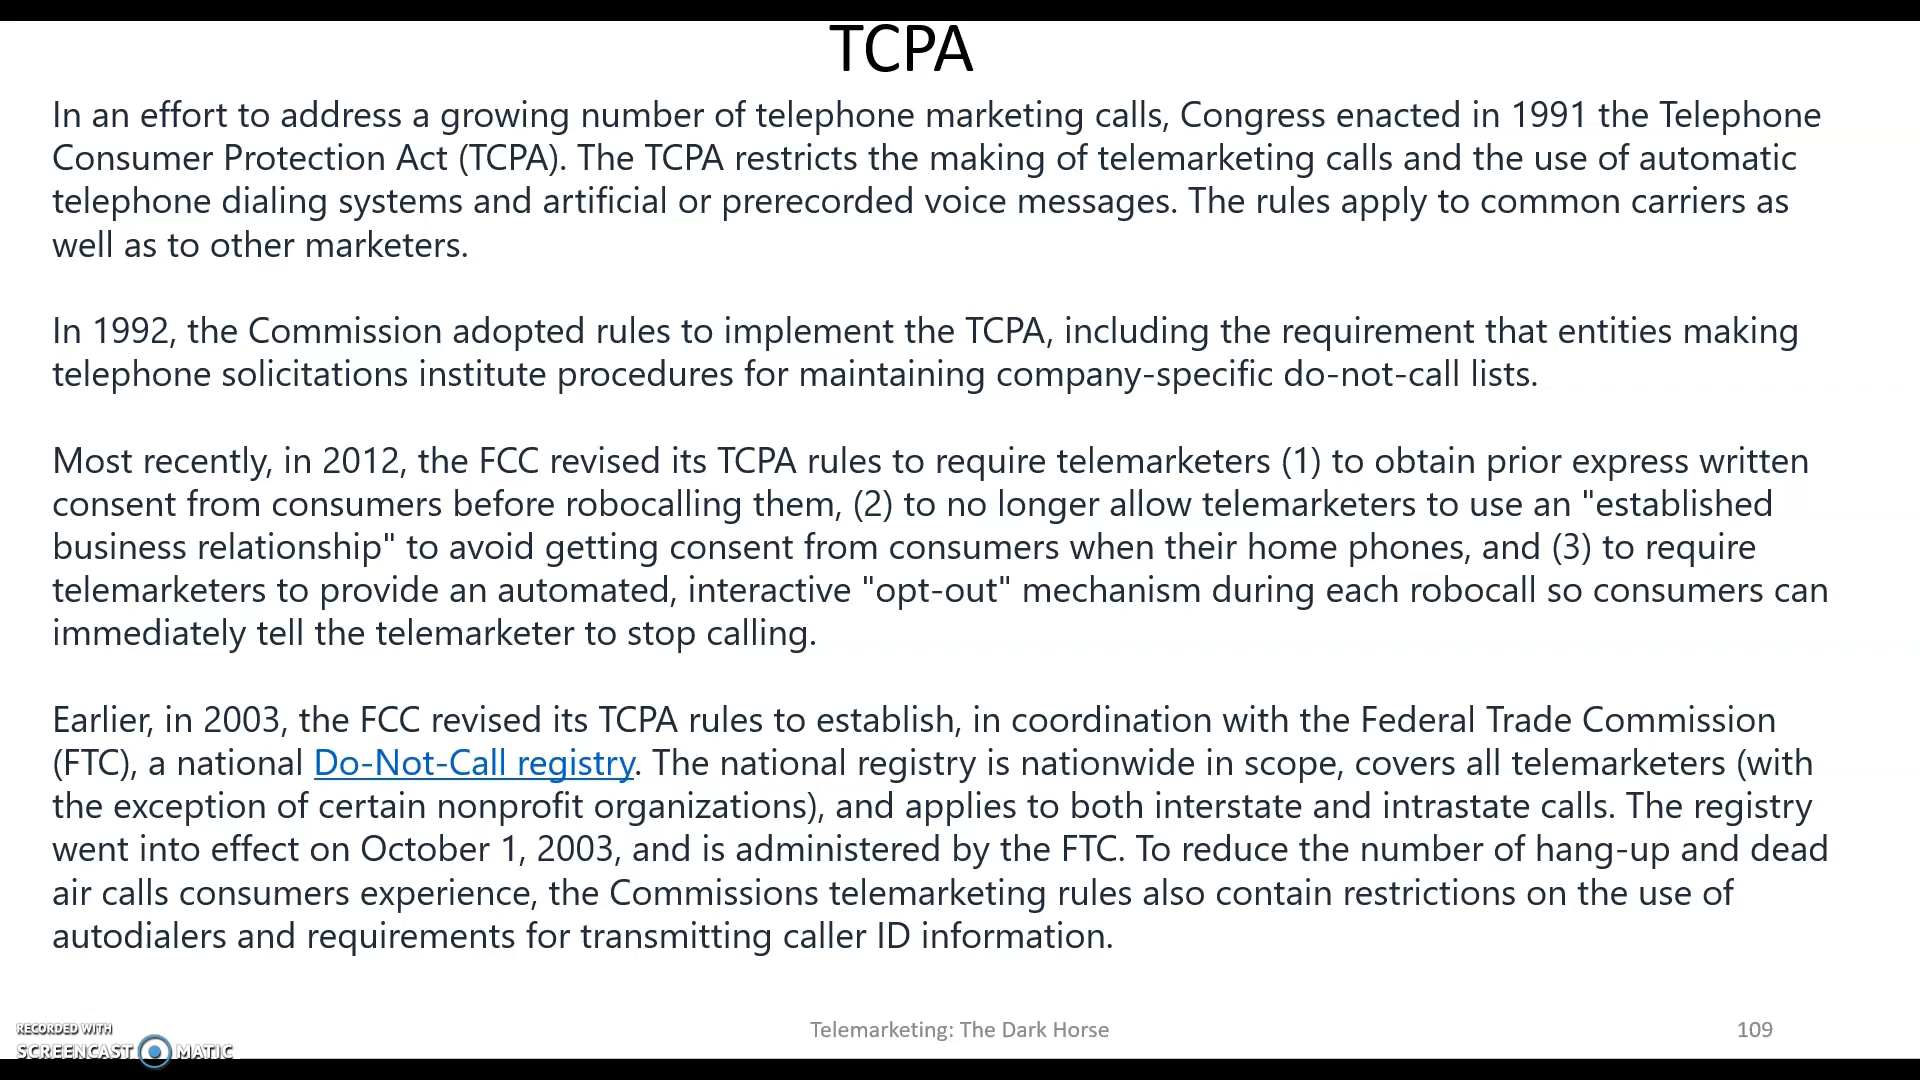 TCPA
In an effort to address a growing number of telephone marketing calls, Congress enacted in 1991 the Telephone
Consumer Protection Act (TCPA). The TCPA restricts the making of telemarketing calls and the use of automatic
telephone dialing systems and artificial or prerecorded voice messages. The rules apply to common carriers as
well as to other marketers.
In 1992, the Commission adopted rules to implement the TCPA, including the requirement that entities making
telephone solicitations institute procedures for maintaining company-specific do-not-call lists.
Most recently, in 2012, the FCC revised its TCPA rules to require telemarketers (1) to obtain prior express written
consent from consumers before robocalling them, (2) to no longer allow telemarketers to use an "established
business relationship" to avoid getting consent from consumers when their home phones, and (3) to require
telemarketers to provide an automated, interactive "opt-out" mechanism during each robocall so consumers can
immediately tell the telemarketer to stop calling.
Earlier, in 2003, the FCC revised its TCPA rules to establish, in coordination with the Federal Trade Commission
(FTC), a national Do-Not-Call registry. The national registry is nationwide in scope, covers all telemarketers (with
the exception of certain nonprofit organizations), and applies to both interstate and intrastate calls. The registry
went into effect on October 1, 2003, and is administered by the FTC. To reduce the number of hang-up and dead
air calls consumers experience, the Commissions telemarketing rules also contain restrictions on the use of
autodialers and requirements for transmitting caller ID information.
Telemarketing: The Dark Horse
109
RECORDED WITH
SCREENCAST MATIC